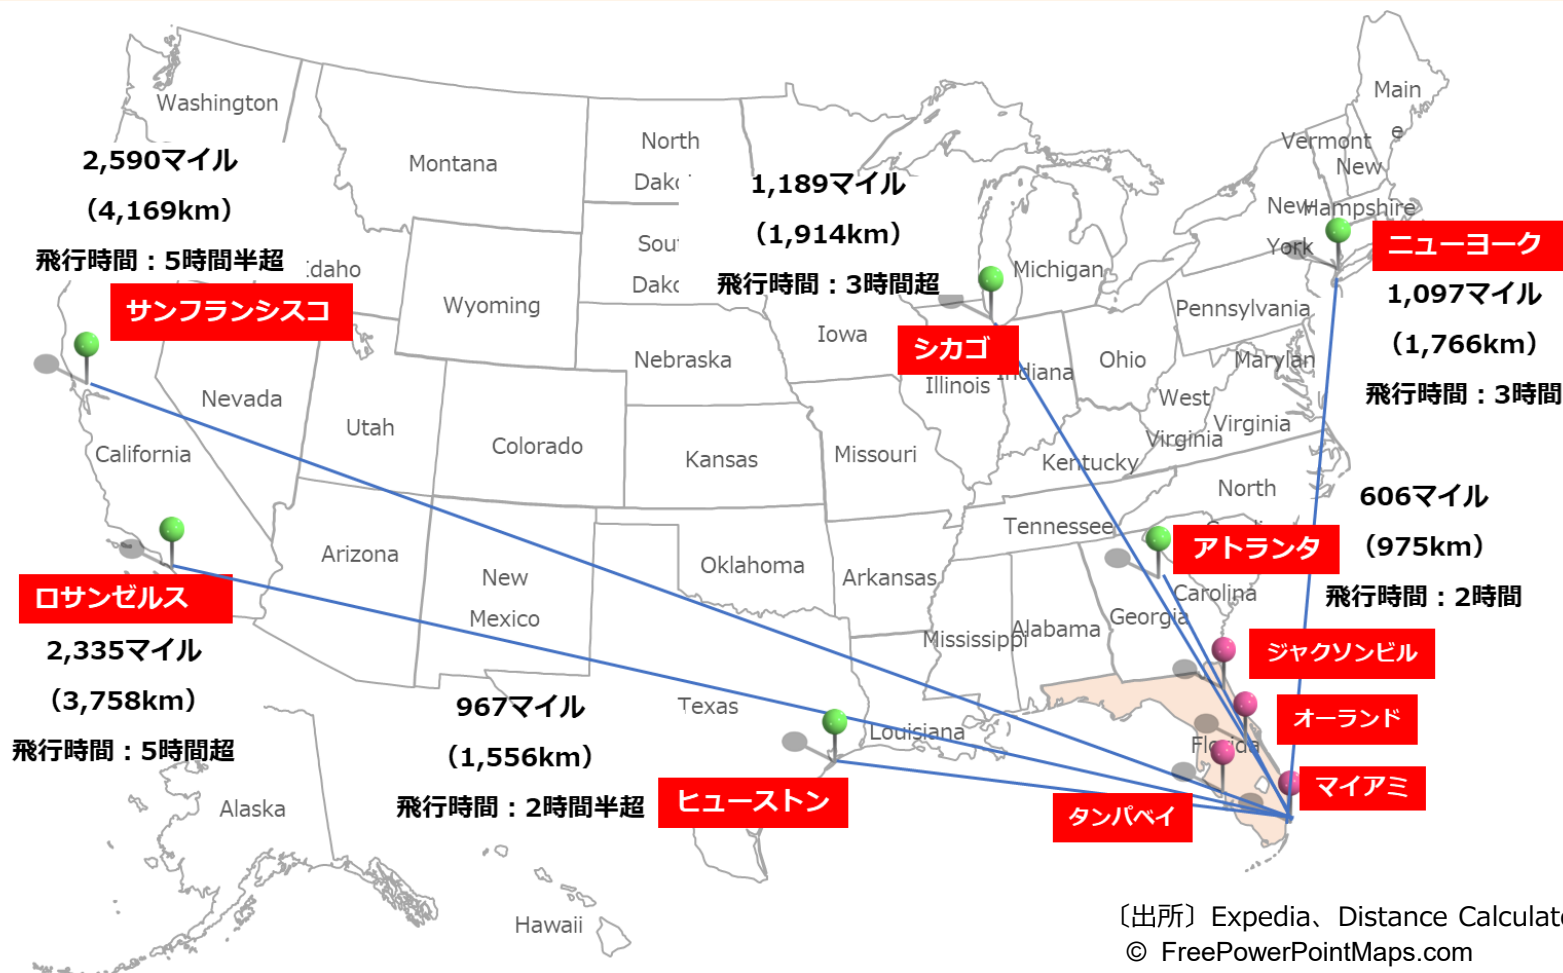 Washington
Montana
North
Main
e
Vermont
New
Hampshire
New
York
2,590マイル
（4,169km）
飛行時間：5時間半超
サンフランシスコ
Idaho
Wyoming
1,189マイル
（1,914km）
飛行時間：3時間超
シカゴ
Michigan
ニューヨーク
1,097マイル
（1,766km）
飛行時間：3時間
Pennsylvania
Iowa
Nebraska
Illinois
Indiana
Ohio
Marylan
West
Virginia
Virginia
Nevada
Utah
Colorado
Kansas
Missouri
Kentucky
California
North
606マイル
（975km）
飛行時間：2時間
アトランタ
Tennessee
Carolina
Arizona
New
Mexico
Oklahoma
Arkansas
Mississippi
Alabama
Georgia
ロサンゼルス
2,335マイル
（3,758km）
飛行時間：5時間超
ジャクソンビル
オーランド
Florida
マイアミ
タンパベイ
967マイル
（1,556km）
飛行時間：2時間半超
Texas
Louisiana
ヒューストン
Alaska
Hawaii
〔出所〕Expedia、Distance Calculate
© FreePowerPointMaps.com